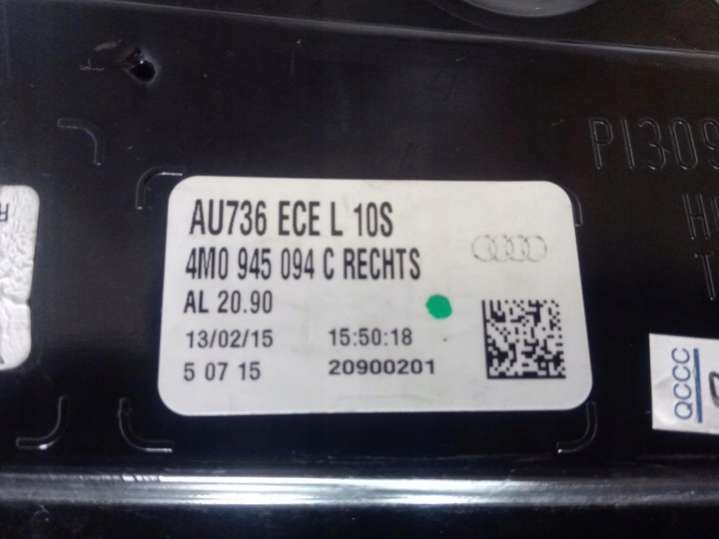 AU736 ECE L 10S
4M0 945 094 C RECHTS
AL 20.90
13/02/15 15:50:18
5 07 15 20900201
PI309
QCCC